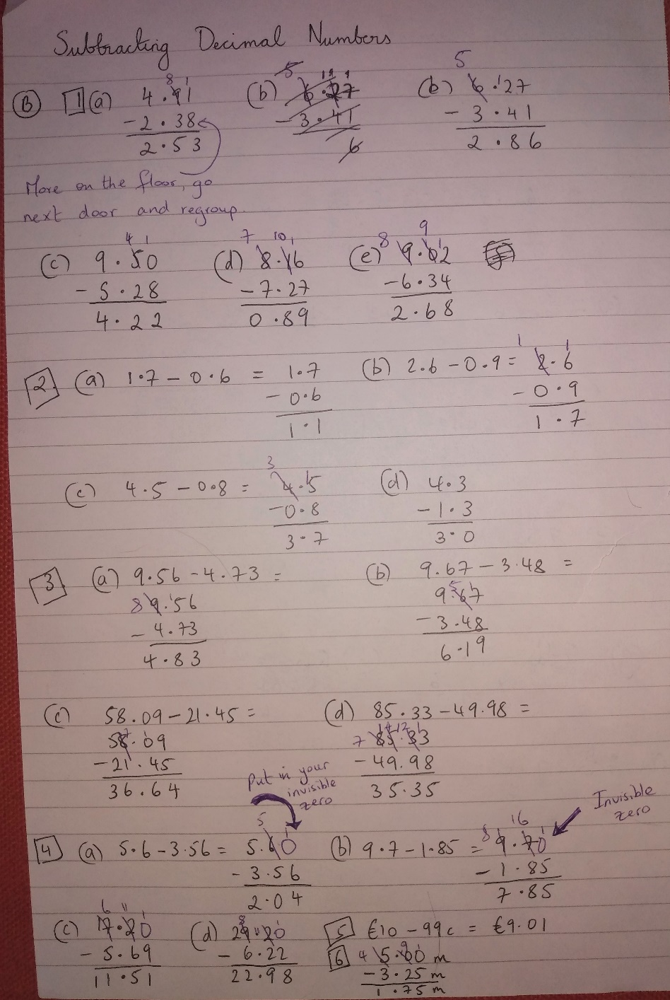 Subtracting Decimal Numbers
B 1 (a) 4.91 (b) 6.27 (b) 6.27
- 2.38 - 3.41 - 3.41
2.53 6 2.86
More on the floor, go
next door and regroup.
(c) 9.50 (d) 8.16 (e) 9.02
- 5.28 - 7.27 - 6.34
4.22 0.89 2.68
2 (a) 1.7 - 0.6 = 1.7 (b) 2.6 - 0.9 = 2.6
- 0.6 - 0.9
1.1 1.7
(c) 4.5 - 0.8 = 4.5 (d) 4.3
- 0.8 - 1.3
3.7 3.0
3 (a) 9.56 - 4.73 = (b) 9.67 - 3.48 =
9.56 9.67
- 4.73 - 3.48
4.83 6.19
(c) 58.09 - 21.45 = (d) 85.33 - 49.98 =
58.09 85.33
- 21.45 - 49.98
36.64 35.35
Put in your
invisible
zero
Invisible
zero
4 (a) 5.6 - 3.56 = 5.60 (b) 9.7 - 1.85 = 9.70
- 3.56 - 1.85
2.04 7.85
(c) 17.20 (d) 29.20 5 €10 - 99c = €9.01
- 5.69 - 6.22 6 5.00 m
11.51 22.98 - 3.25 m
1.75 m